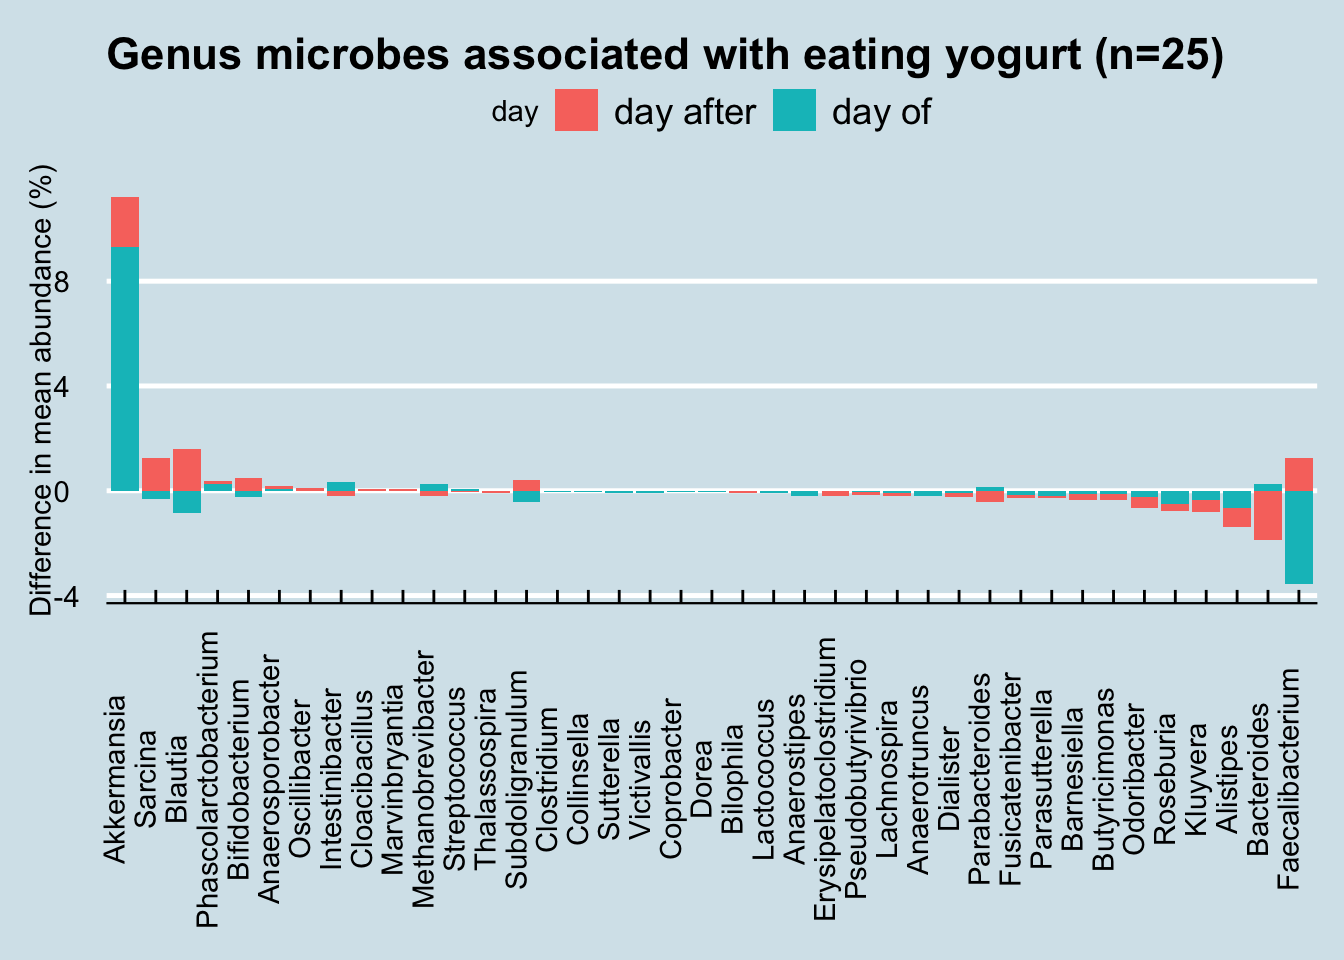 Genus microbes associated with eating yogurt (n=25)
day day after day of
Difference in mean abundance (%)
8
4
0
-4
Akkermansia
Sarcina
Blautia
Phascolarctobacterium
Bifidobacterium
Anaerosporobacter
Oscillibacter
Intestinibacter
Cloacibacillus
Marvinbryantia
Methanobrevibacter
Streptococcus
Thalassospira
Subdoligranulum
Clostridium
Collinsella
Sutterella
Victivallis
Coprobacter
Dorea
Bilophila
Lactococcus
Anaerostipes
Erysipelatoclostridium
Pseudobutyrivibrio
Lachnospira
Anaerotruncus
Dialister
Parabacteroides
Fusicatenibacter
Parasutterella
Barnesiella
Butyricimonas
Odoribacter
Roseburia
Kluyvera
Alistipes
Bacteroides
Faecalibacterium